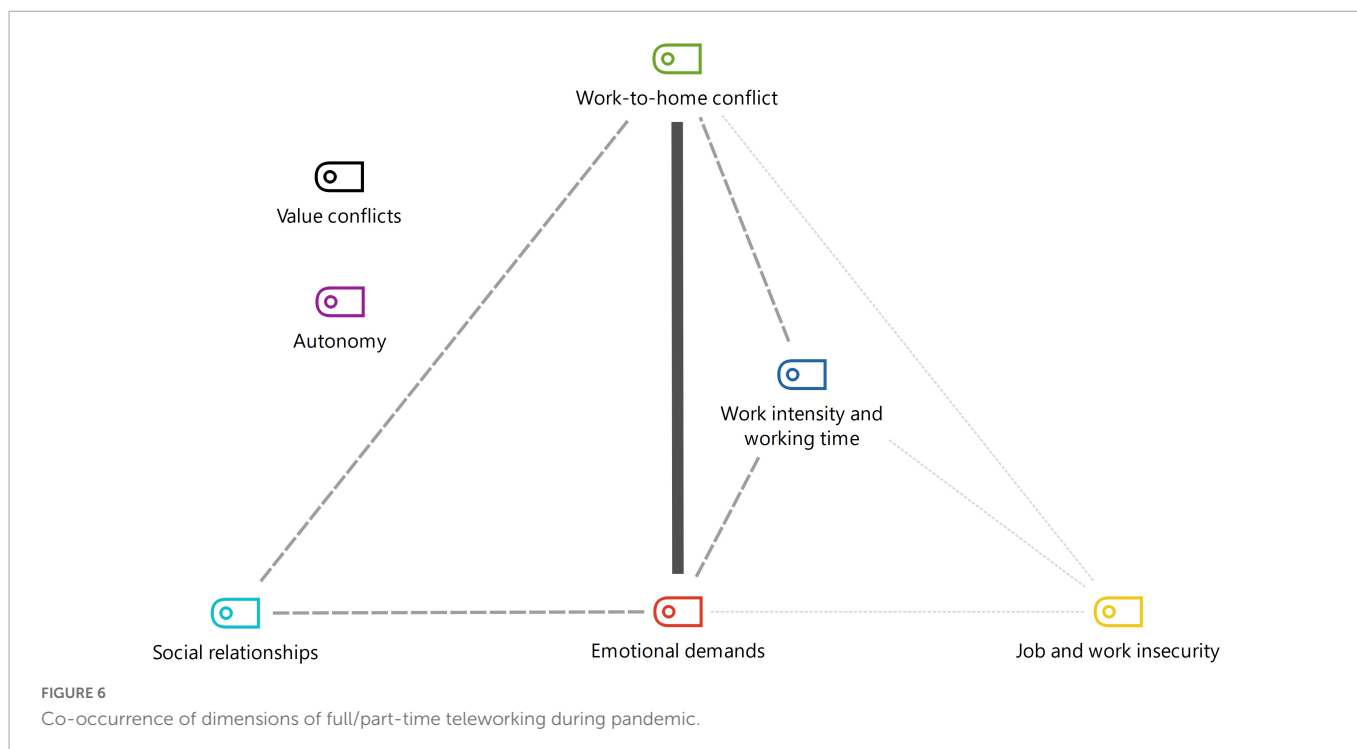 Work-to-home conflict
Value conflicts
Autonomy
Work intensity and
working time
Social relationships
Emotional demands
Job and work insecurity
FIGURE 6
Co-occurrence of dimensions of full/part-time teleworking during pandemic.